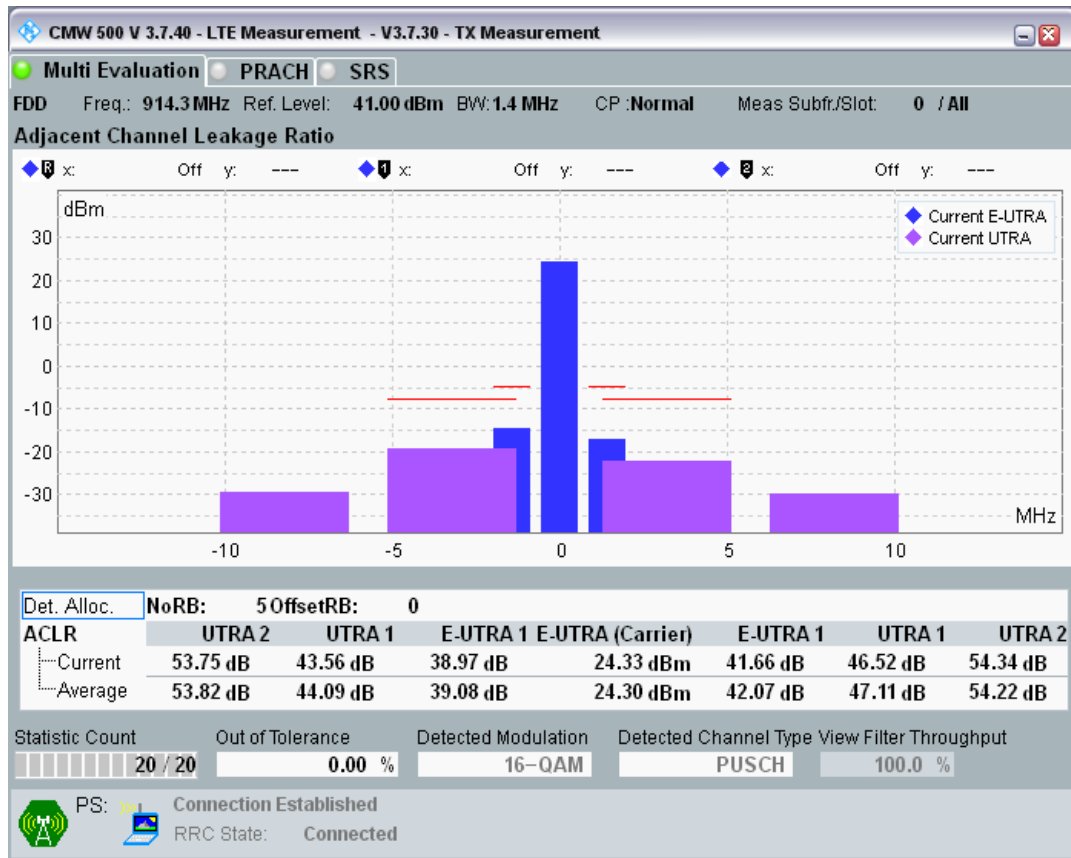 CMW 500 V 3.7.40 - LTE Measurement - V3.7.30 - TX Measurement
Multi Evaluation PRACH SRS
FDD Freq.: 914.3 MHz Ref. Level: 41.00 dBm BW: 1.4 MHz CP :Normal Meas Subfr./Slot: 0 / All
Adjacent Channel Leakage Ratio
R x: Off y: --- 1 x: Off y: --- 2 x: Off y: ---
dBm
Current E-UTRA
Current UTRA
30
20
10
0
-10
-20
-30
MHz
-10 -5 0 5 10
Det. Alloc. NoRB: 5 OffsetRB: 0
ACLR UTRA 2 UTRA 1 E-UTRA 1 E-UTRA (Carrier) E-UTRA 1 UTRA 1 UTRA 2
Current 53.75 dB 43.56 dB 38.97 dB 24.33 dBm 41.66 dB 46.52 dB 54.34 dB
Average 53.82 dB 44.09 dB 39.08 dB 24.30 dBm 42.07 dB 47.11 dB 54.22 dB
Statistic Count Out of Tolerance Detected Modulation Detected Channel Type View Filter Throughput
20 / 20 0.00 % 16-QAM PUSCH 100.0 %
PS: Connection Established
RRC State: Connected